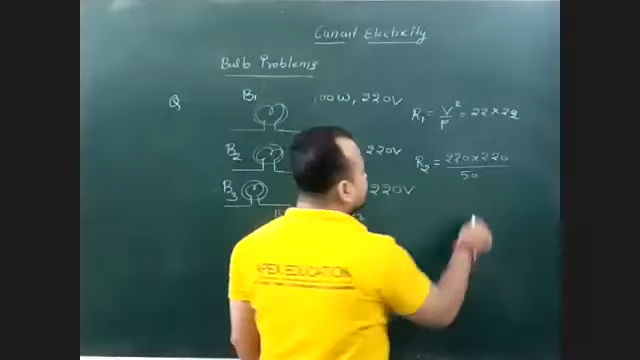 Current Electricity
Bulb Problems
Q
B1 100W, 220V R1 = V²/P = 22×22
B2 220V R2 = 220×220/50
B3 220V
APEX EDUCATION